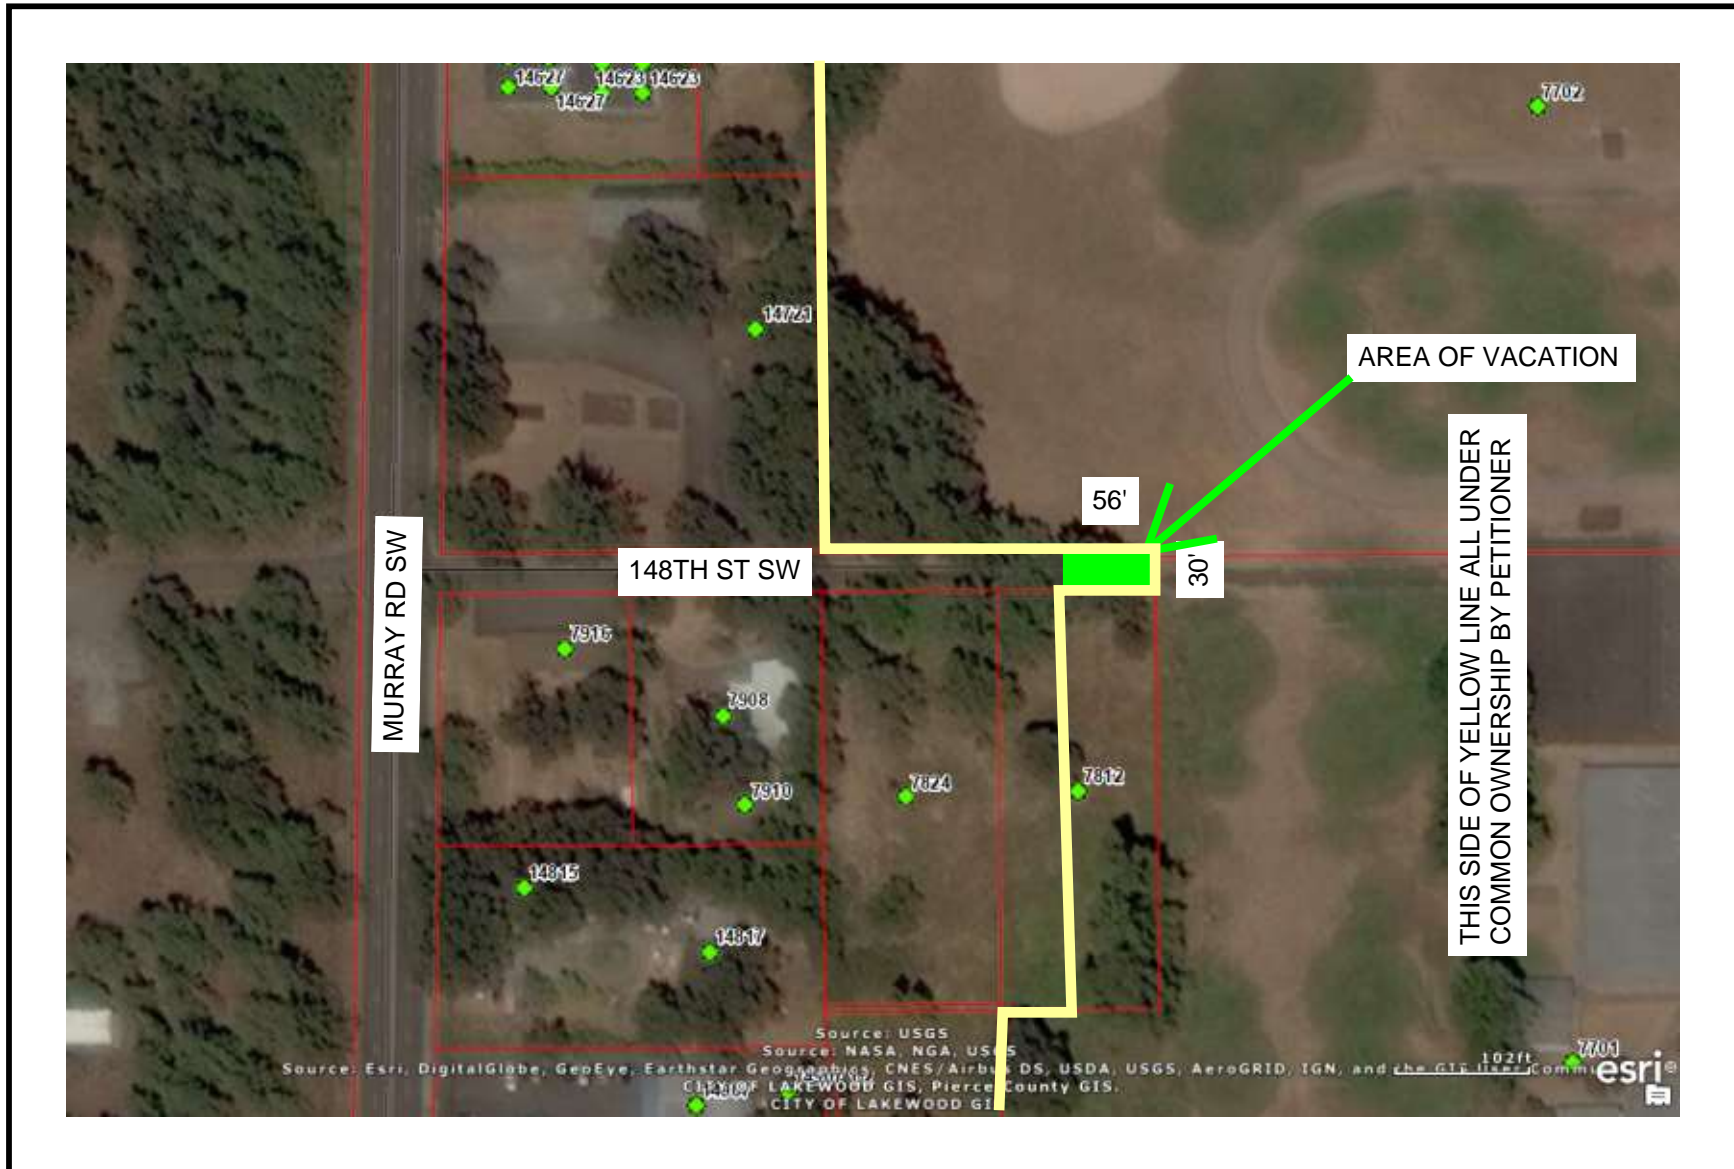 14627
14627
14623
14623
7702
14721
AREA OF VACATION
56'
30'
148TH ST SW
MURRAY RD SW
THIS SIDE OF YELLOW LINE ALL UNDER
COMMON OWNERSHIP BY PETITIONER
7916
7908
7910
7824
7812
14815
14817
Source: USGS
Source: NASA, NGA, USGS
Source: Esri, DigitalGlobe, GeoEye, Earthstar Geographics, CNES/Airbus DS, USDA, USGS, AeroGRID, IGN, and the GIS User Commu
CITY OF LAKEWOOD GIS, Pierce County GIS.
CITY OF LAKEWOOD GI
102ft
7701
esri